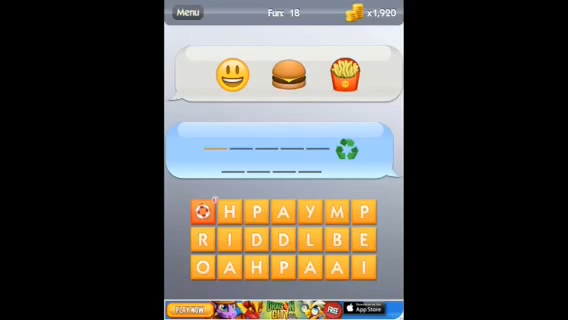 Menu
Fun: 18
x1,920
H P A Y M P
R I D D L B E
O A H P A A I
PLAY NOW
FREE
App Store